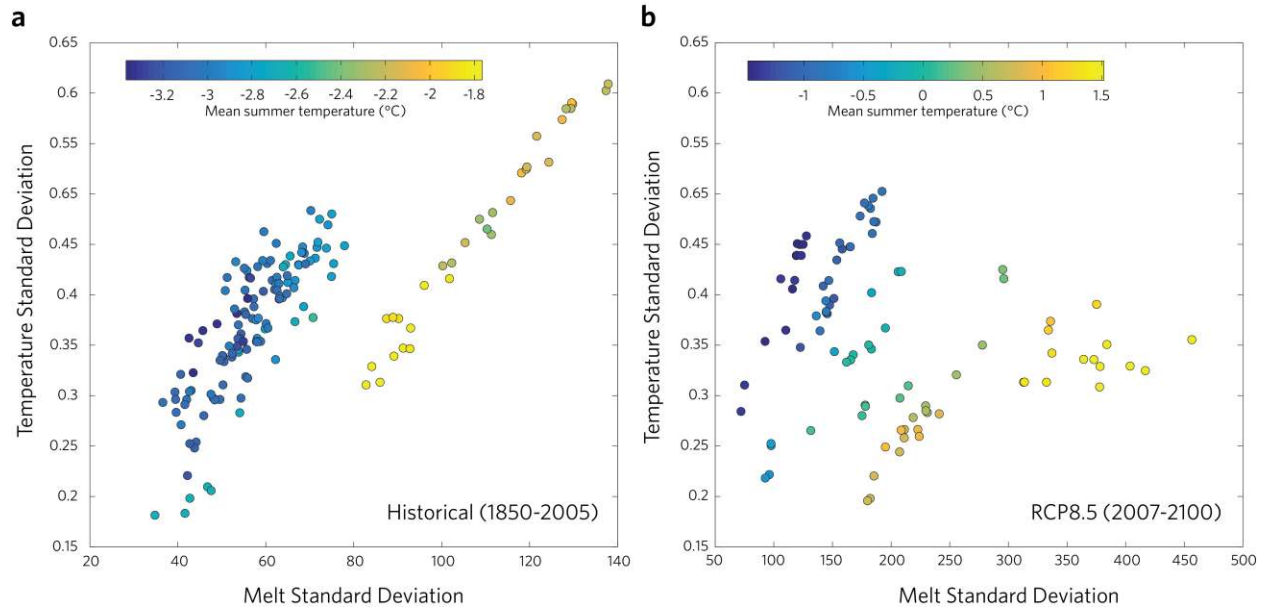 a
0.65
0.6
0.55
0.65
0.45
0.4
0.35
0.3
0.25
0.2
0.15
Temperature Standard Deviation
-3.2 -3 -2.8 -2.6 -2.4 -2.2 -2 -1.8
Mean summer temperature (°C)
Historical (1850-2005)
20 40 60 80 100 120 140
Melt Standard Deviation
b
0.65
0.6
0.55
0.65
0.45
0.4
0.35
0.3
0.25
0.2
0.15
Temperature Standard Deviation
-1 -0.5 0 0.5 1 1.5
Mean summer temperature (°C)
RCP8.5 (2007-2100)
50 100 150 200 250 300 350 400 450 500
Melt Standard Deviation